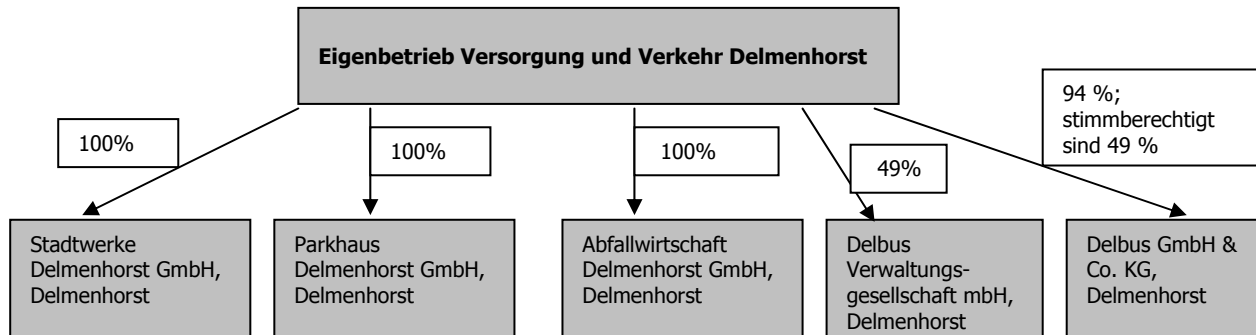 Eigenbetrieb Versorgung und Verkehr Delmenhorst
94 %;
stimmberechtigt
sind 49 %
100%
100%
100%
49%
Stadtwerke
Delmenhorst GmbH,
Delmenhorst
Parkhaus
Delmenhorst GmbH,
Delmenhorst
Abfallwirtschaft
Delmenhorst GmbH,
Delmenhorst
Delbus
Verwaltungs-
gesellschaft mbH,
Delmenhorst
Delbus GmbH &
Co. KG,
Delmenhorst